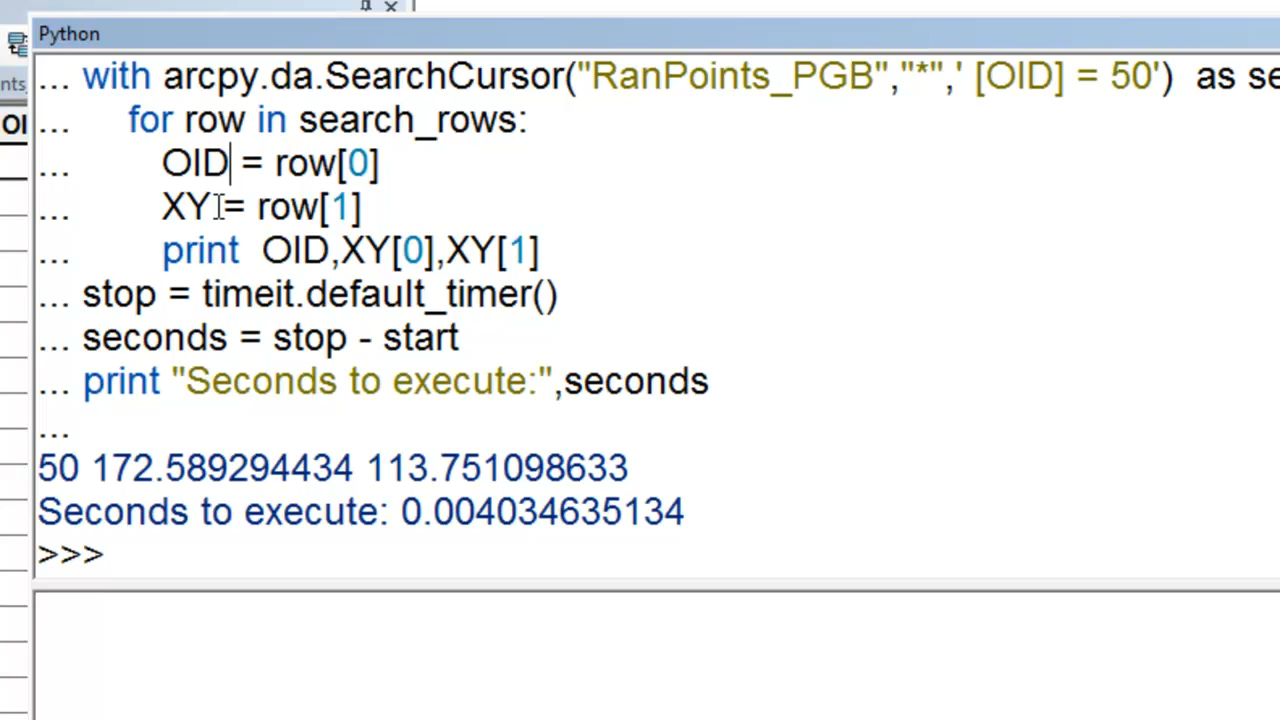 Python
... with arcpy.da.SearchCursor("RanPoints_PGB","*",' [OID] = 50')  as se
nts
... for row in search_rows:
OI
... OID = row[0]
... XY = row[1]
... print  OID,XY[0],XY[1]
... stop = timeit.default_timer()
... seconds = stop - start
... print "Seconds to execute:",seconds
...
50 172.589294434 113.751098633
Seconds to execute: 0.004034635134
>>>